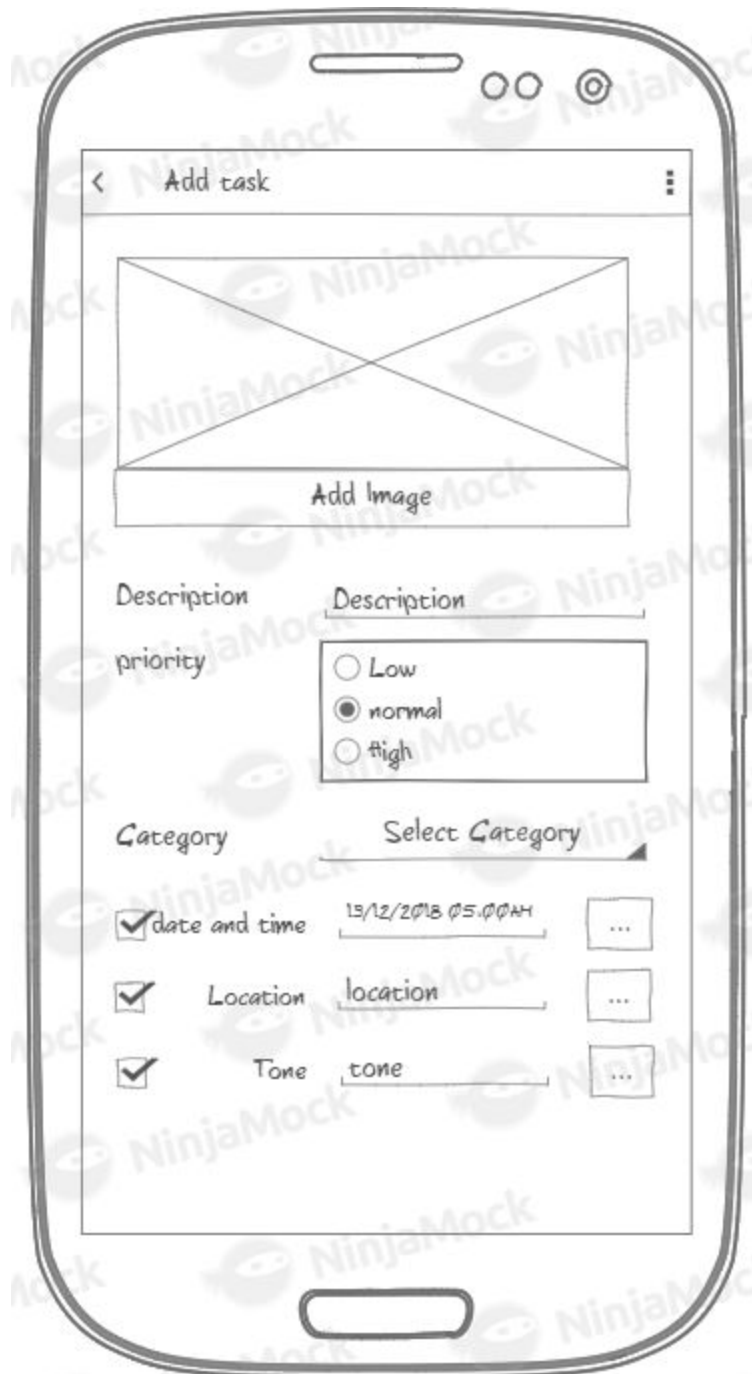 Add task
Add Image
Description Description
priority
Low
normal
High
Category Select Category
date and time 13/12/2018 05.00AM
...
Location location
...
Tone tone
...
NinjaMock